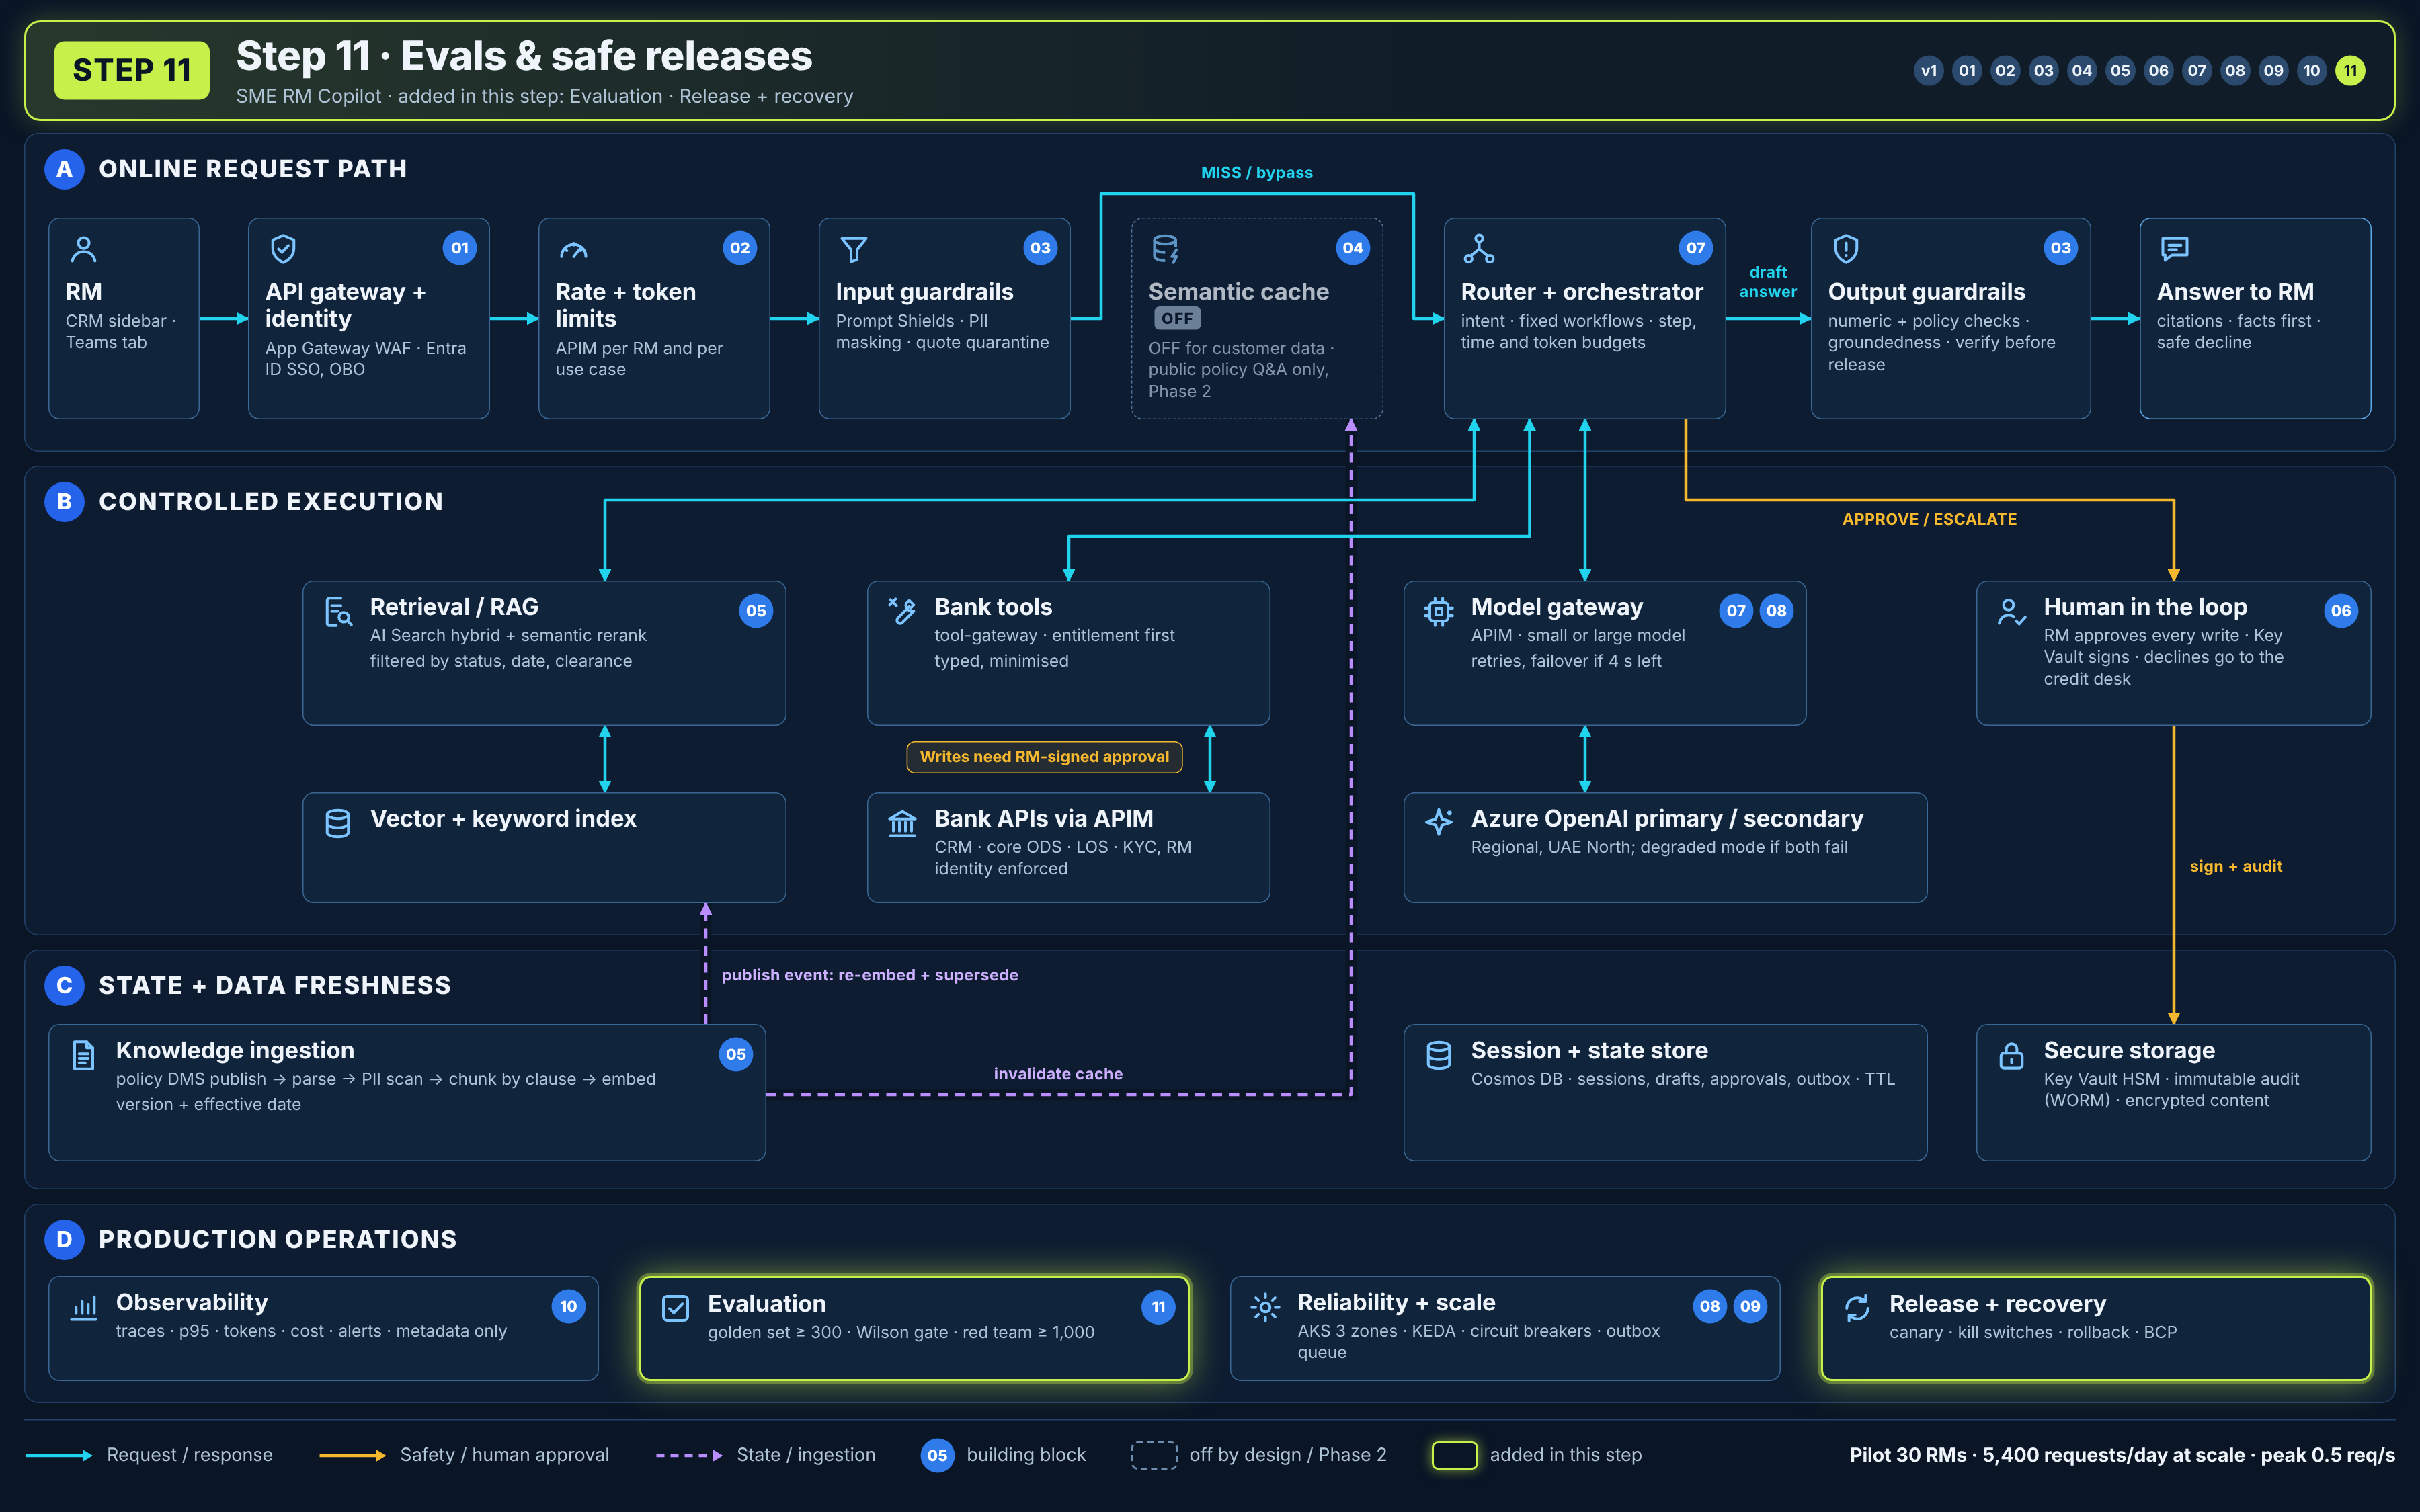 STEP 11
Step 11 · Evals & safe releases
SME RM Copilot · added in this step: Evaluation · Release + recovery
v1 01 02 03 04 05 06 07 08 09 10 11
A ONLINE REQUEST PATH
MISS / bypass
RM
CRM sidebar ·
Teams tab
01
API gateway +
identity
App Gateway WAF · Entra
ID SSO, OBO
02
Rate + token
limits
APIM per RM and per
use case
03
Input guardrails
Prompt Shields · PII
masking · quote quarantine
04
Semantic cache
OFF
OFF for customer data ·
public policy Q&A only,
Phase 2
07
Router + orchestrator
intent · fixed workflows · step,
time and token budgets
draft
answer
03
Output guardrails
numeric + policy checks ·
groundedness · verify before
release
Answer to RM
citations · facts first ·
safe decline
B CONTROLLED EXECUTION
APPROVE / ESCALATE
Retrieval / RAG
05
AI Search hybrid + semantic rerank
filtered by status, date, clearance
Bank tools
tool-gateway · entitlement first
typed, minimised
Model gateway
07 08
APIM · small or large model
retries, failover if 4 s left
Human in the loop
06
RM approves every write · Key
Vault signs · declines go to the
credit desk
Writes need RM-signed approval
Vector + keyword index
Bank APIs via APIM
CRM · core ODS · LOS · KYC, RM
identity enforced
Azure OpenAI primary / secondary
Regional, UAE North; degraded mode if both fail
sign + audit
C STATE + DATA FRESHNESS
publish event: re-embed + supersede
Knowledge ingestion
05
policy DMS publish → parse → PII scan → chunk by clause → embed
version + effective date
invalidate cache
Session + state store
Cosmos DB · sessions, drafts, approvals, outbox · TTL
Secure storage
Key Vault HSM · immutable audit
(WORM) · encrypted content
D PRODUCTION OPERATIONS
Observability
10
traces · p95 · tokens · cost · alerts · metadata only
Evaluation
11
golden set ≥ 300 · Wilson gate · red team ≥ 1,000
Reliability + scale
08 09
AKS 3 zones · KEDA · circuit breakers · outbox
queue
Release + recovery
canary · kill switches · rollback · BCP
Request / response
Safety / human approval
State / ingestion
05 building block
off by design / Phase 2
added in this step
Pilot 30 RMs · 5,400 requests/day at scale · peak 0.5 req/s